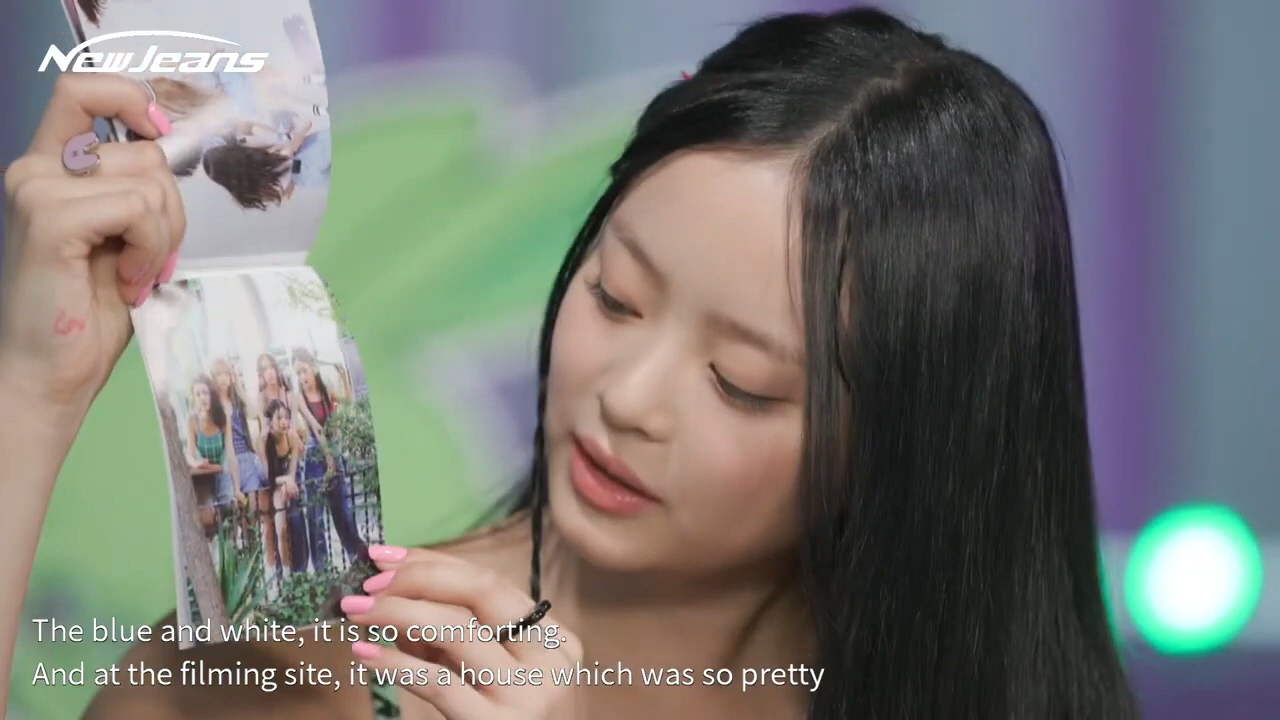 NewJeans
The blue and white, it is so comforting.
And at the filming site, it was a house which was so pretty